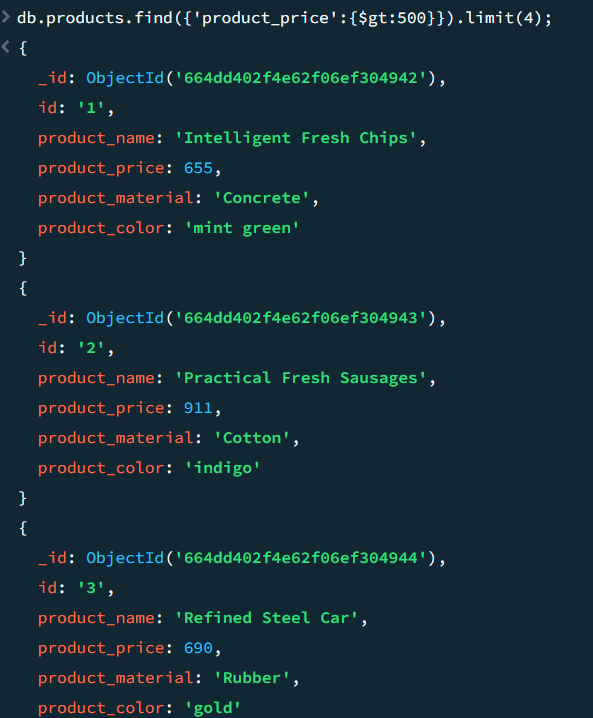 > db.products.find({'product_price':{$gt:500}}).limit(4);
< {
_id: ObjectId('664dd402f4e62f06ef304942'),
id: '1',
product_name: 'Intelligent Fresh Chips',
product_price: 655,
product_material: 'Concrete',
product_color: 'mint green'
}
{
_id: ObjectId('664dd402f4e62f06ef304943'),
id: '2',
product_name: 'Practical Fresh Sausages',
product_price: 911,
product_material: 'Cotton',
product_color: 'indigo'
}
{
_id: ObjectId('664dd402f4e62f06ef304944'),
id: '3',
product_name: 'Refined Steel Car',
product_price: 690,
product_material: 'Rubber',
product_color: 'gold'